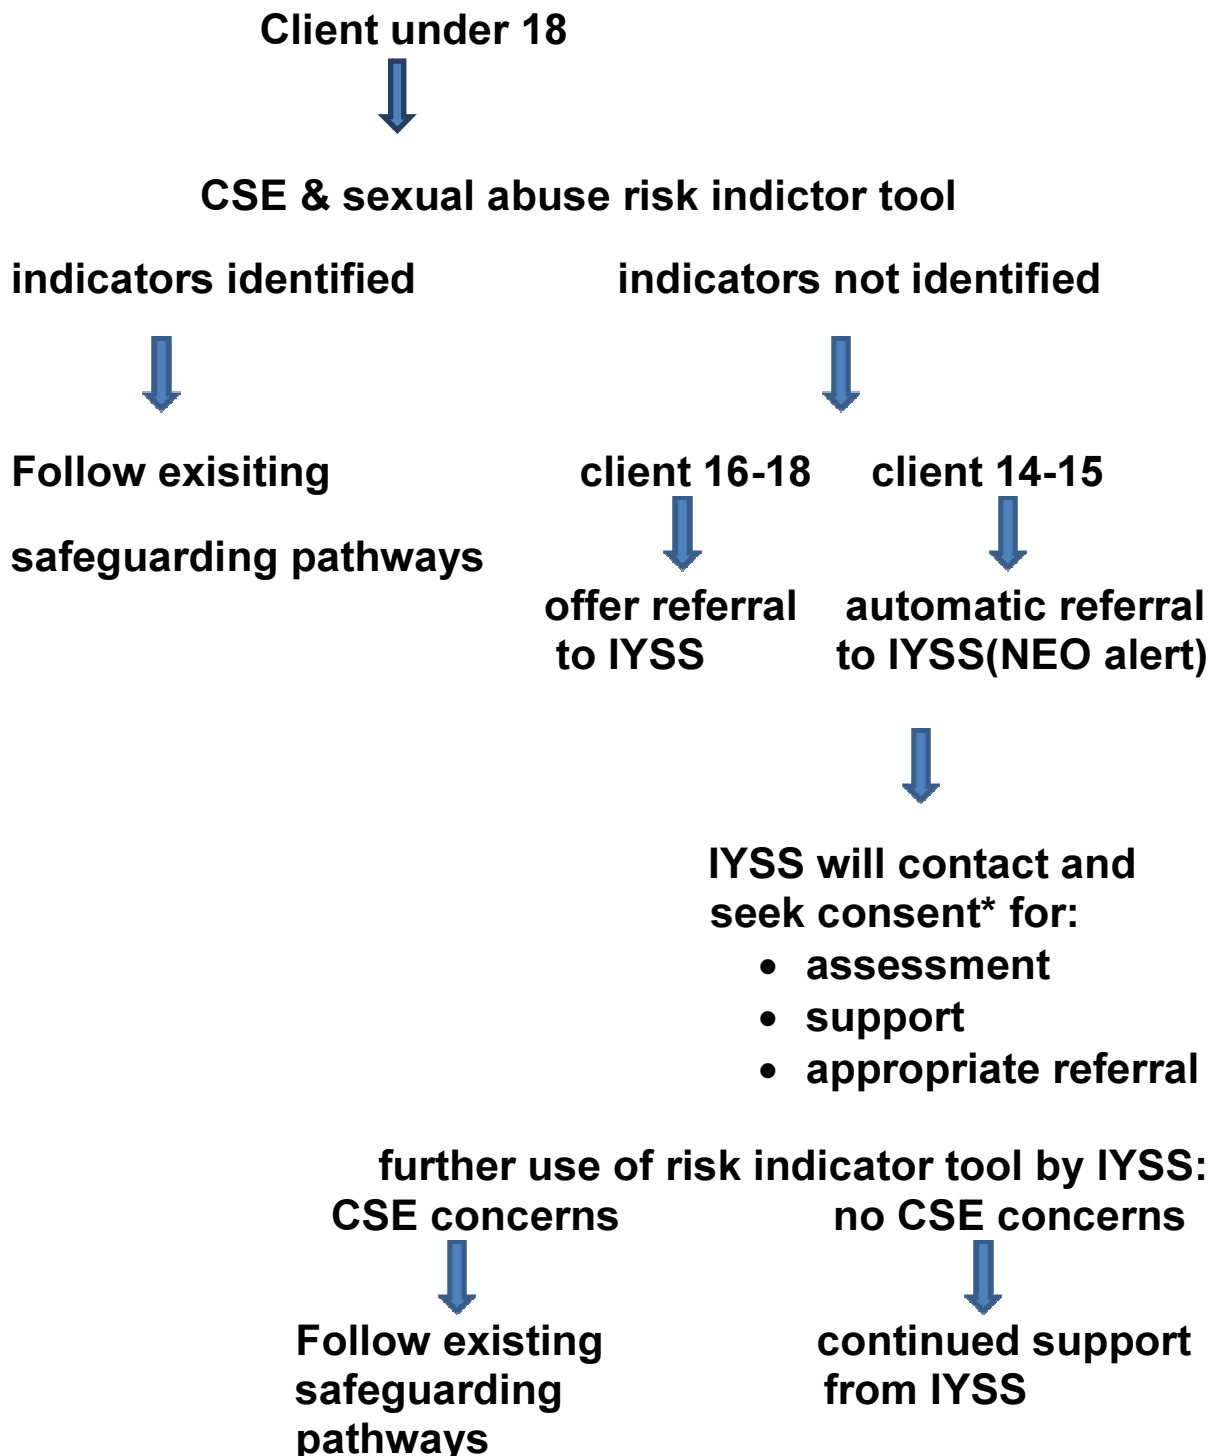 Client under 18
CSE & sexual abuse risk indictor tool
indicators identified
indicators not identified
Follow exisiting
safeguarding pathways
client 16-18
client 14-15
offer referral
to IYSS
automatic referral
to IYSS(NEO alert)
IYSS will contact and
seek consent* for:
• assessment
• support
• appropriate referral
further use of risk indicator tool by IYSS:
CSE concerns
no CSE concerns
Follow existing
safeguarding
pathways
continued support
from IYSS